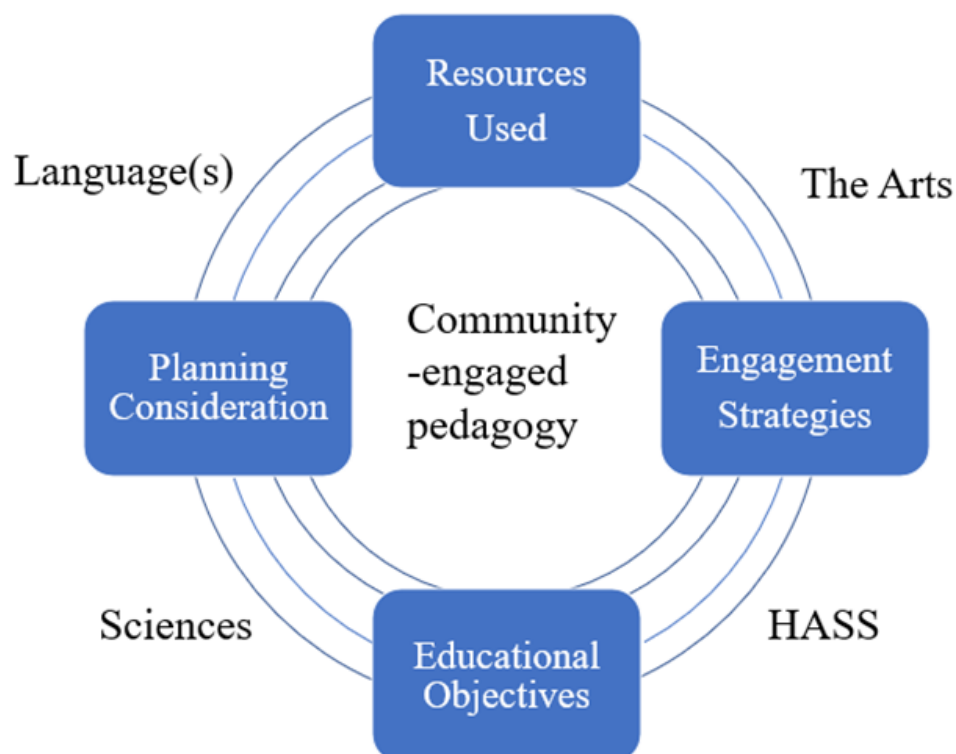 Resources
Used
Language(s)
The Arts
Community
-engaged
pedagogy
Planning
Consideration
Engagement
Strategies
Sciences
HASS
Educational
Objectives